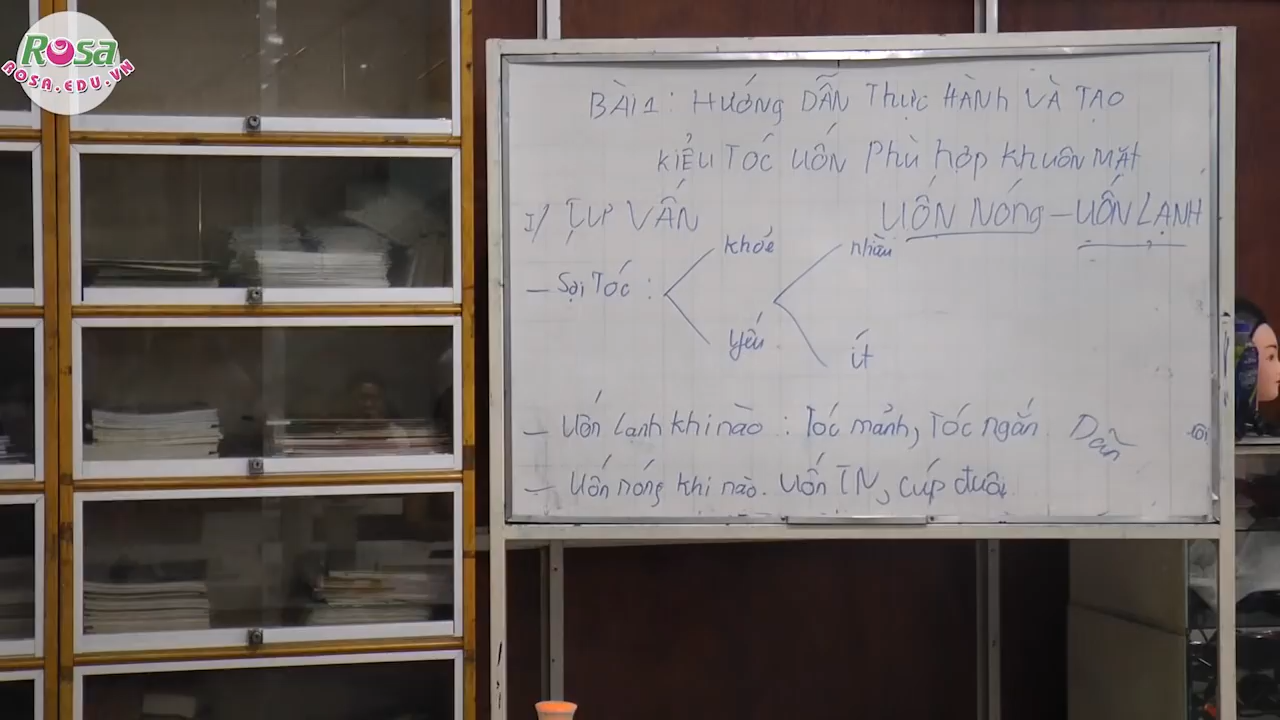 Rosa
ROSA.EDU.VN
BÀI 1: HƯỚNG DẪN THỰC HÀNH VÀ TẠO
KIỂU TÓC UỐN PHÙ HỢP KHUÔN MẶT
I/ TƯ VẤN
UỐN NÓNG – UỐN LẠNH
khỏe
nhiều
– Sợi Tóc :
yếu
ít
– Uốn Lạnh khi nào : Tóc mảnh, Tóc ngắn
– Uốn nóng khi nào. Uốn TN, cúp đuôi